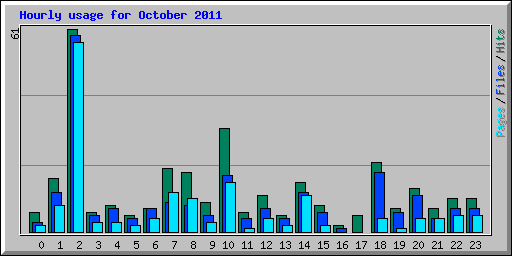 Hourly usage for October 2011
61
Pages/Files/Hits
0 1 2 3 4 5 6 7 8 9 10 11 12 13 14 15 16 17 18 19 20 21 22 23